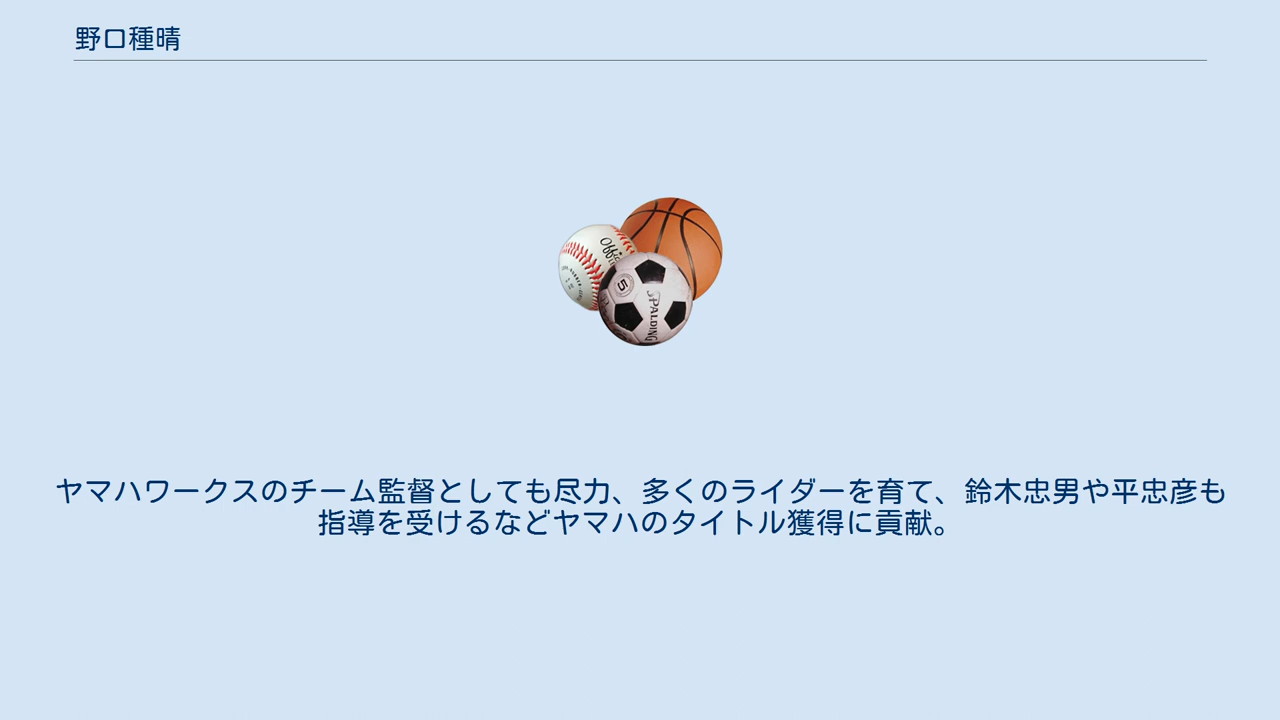 野口種晴
Offic
5
SPALDING
ヤマハワークスのチーム監督としても尽力、多くのライダーを育て、鈴木忠男や平忠彦も
指導を受けるなどヤマハのタイトル獲得に貢献。